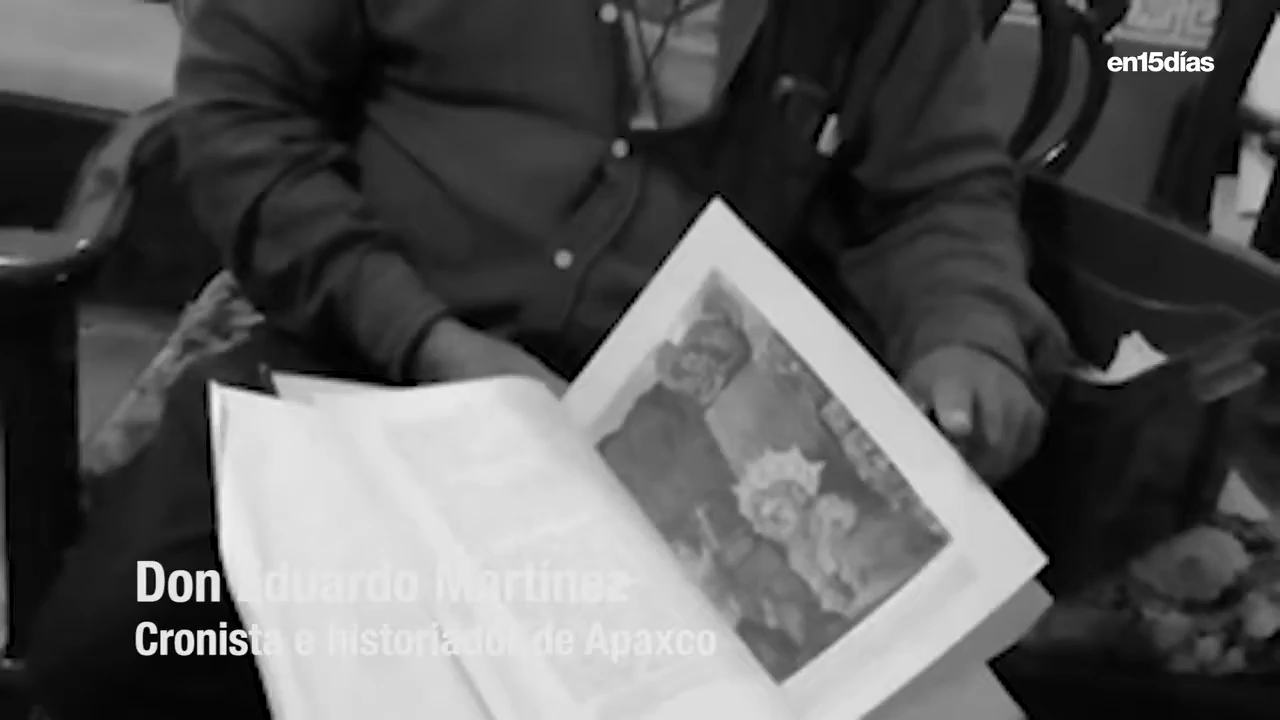 en15días
Don Eduardo Martínez
Cronista e historiador de Apaxco